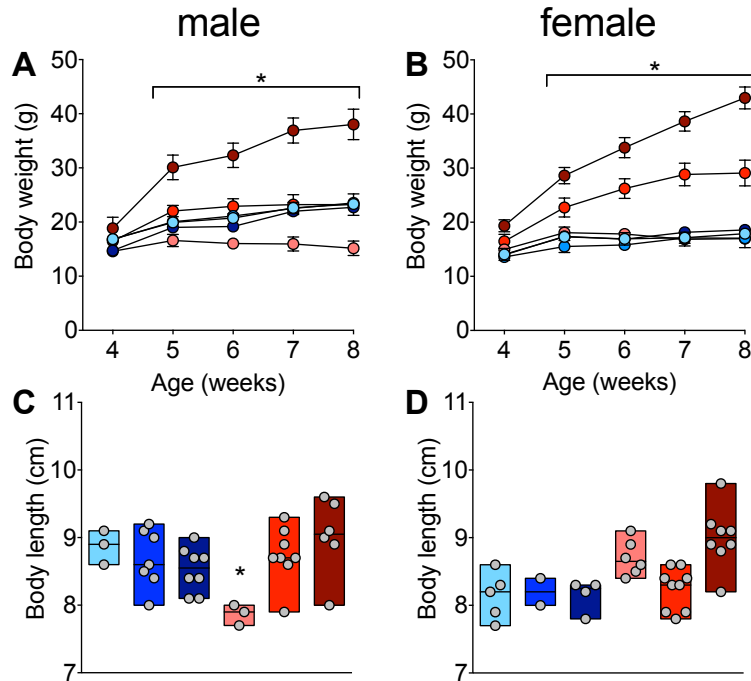 male female
A B
* *
Body weight (g) Body weight (g)
50 50
40 40
30 30
20 20
10 10
0 0
4 5 6 7 8 4 5 6 7 8
Age (weeks) Age (weeks)
C D
Body length (cm) Body length (cm)
11 11
10 10
9 9
8 8
7 7
*